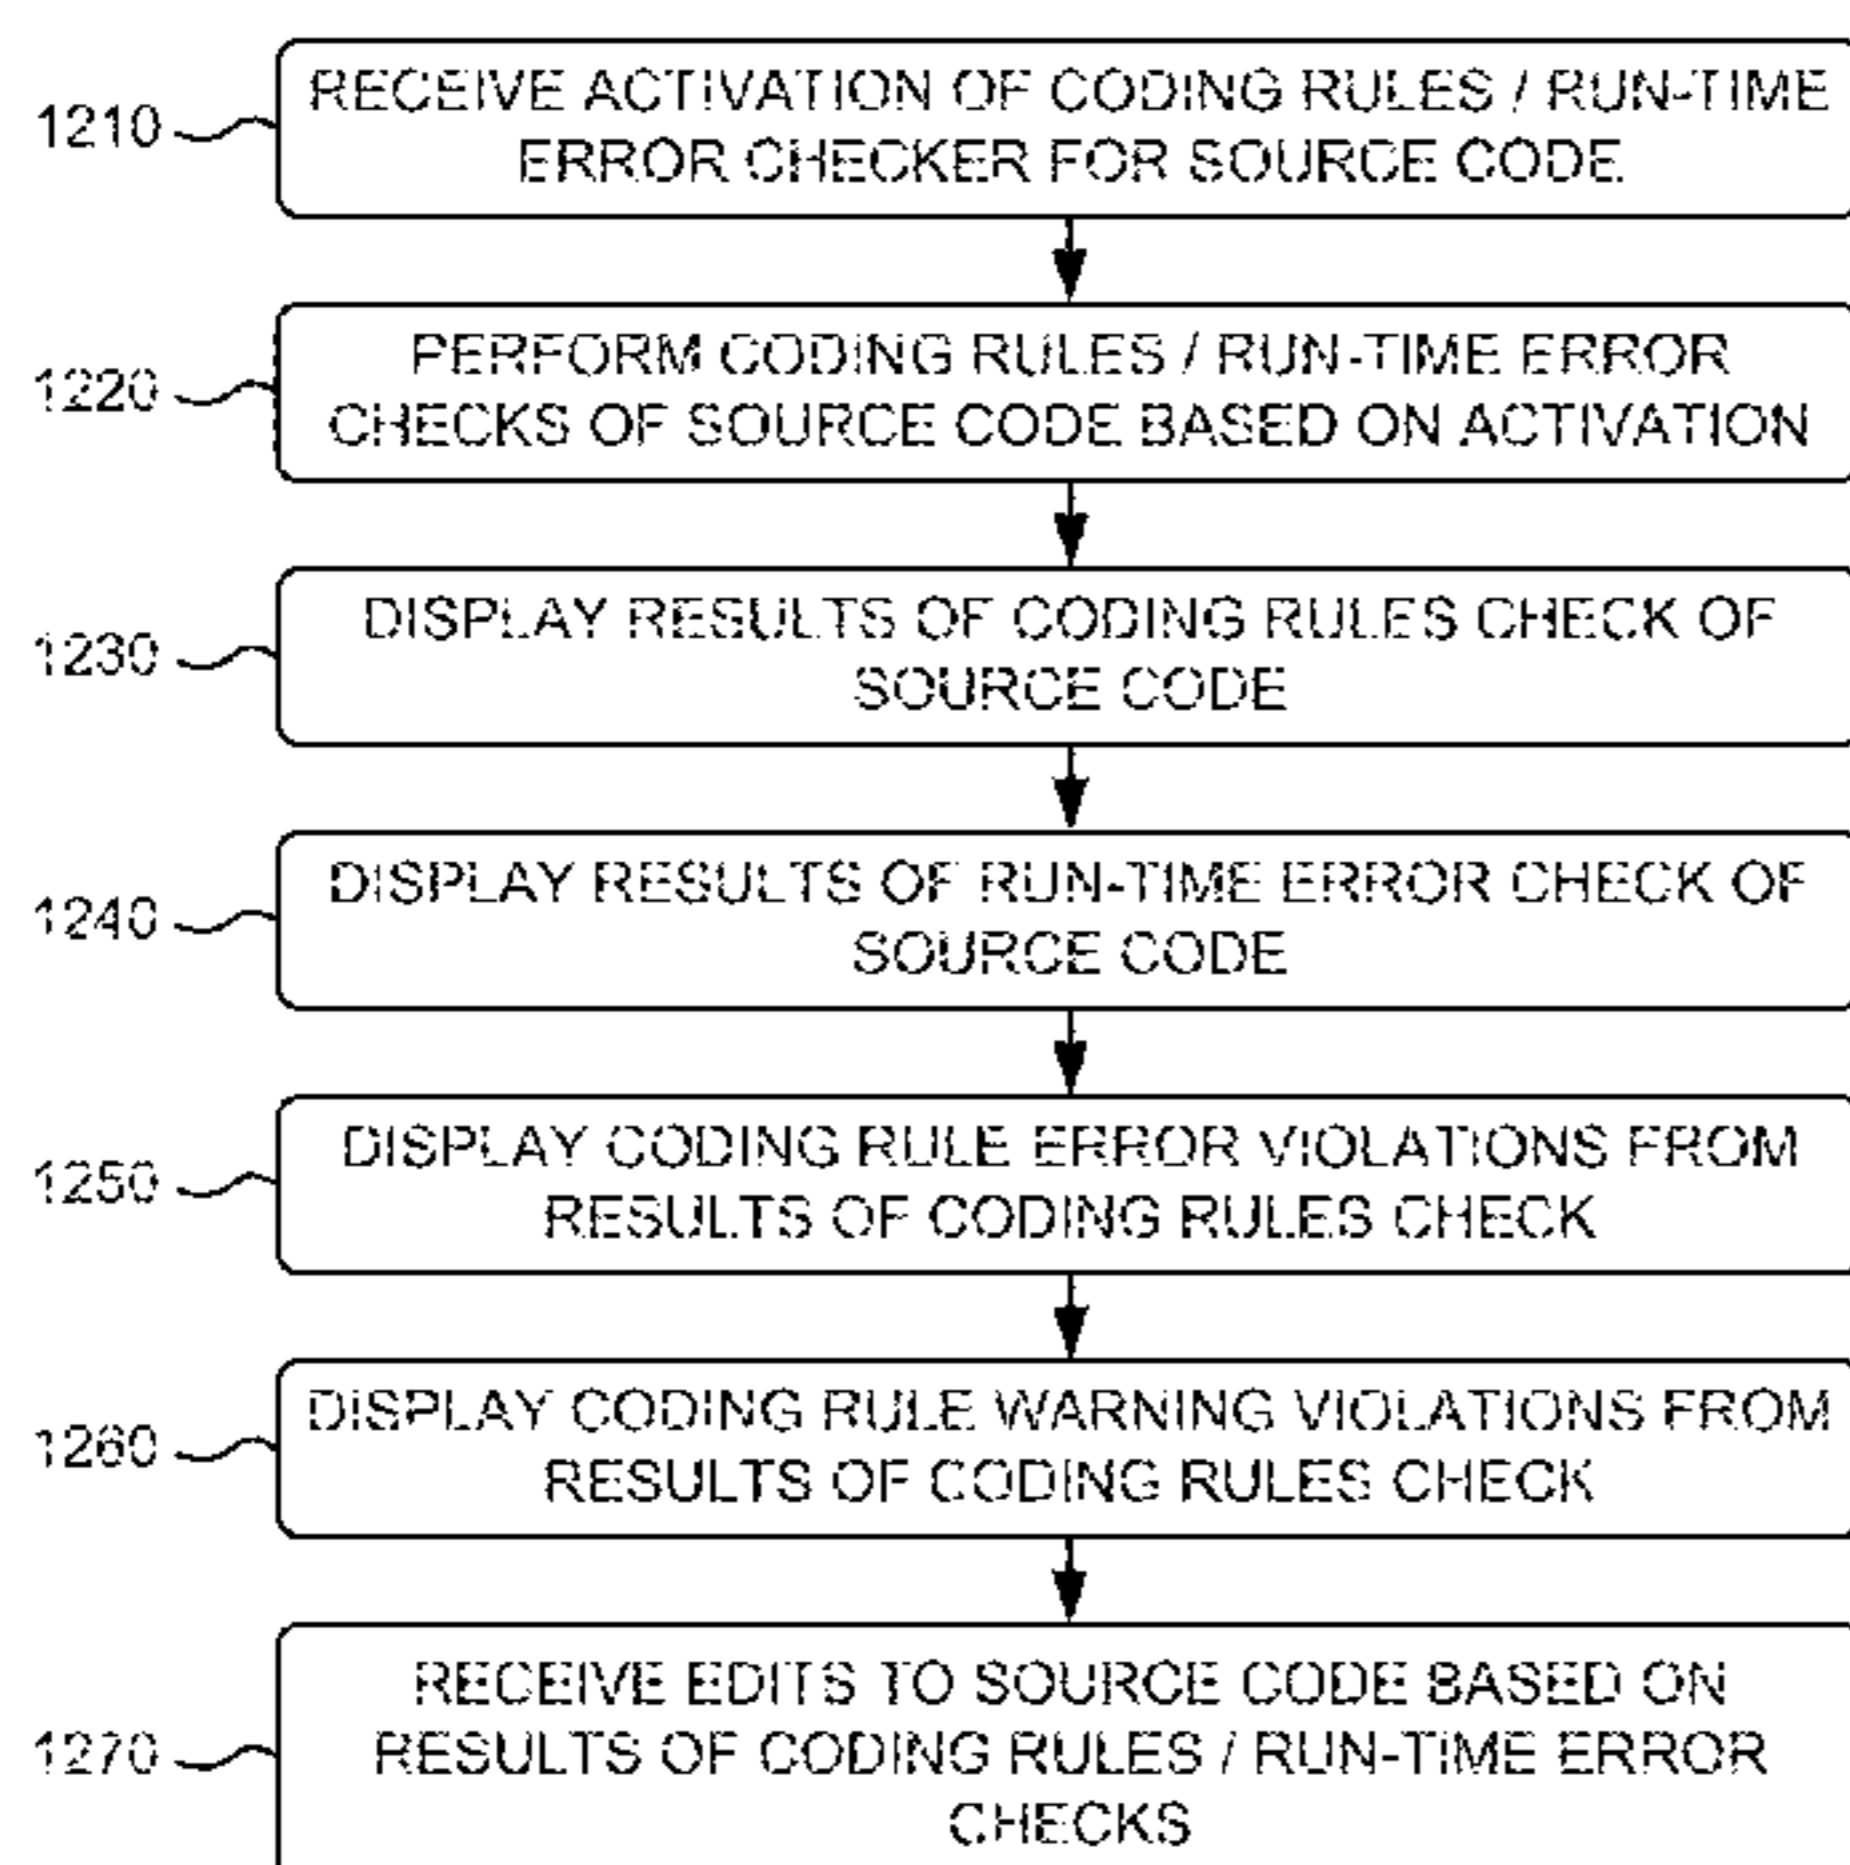 1210
RECEIVE ACTIVATION OF CODING RULES / RUN-TIME
ERROR CHECKER FOR SOURCE CODE
1220
PERFORM CODING RULES / RUN-TIME ERROR
CHECKS OF SOURCE CODE BASED ON ACTIVATION
1230
DISPLAY RESULTS OF CODING RULES CHECK OF
SOURCE CODE
1240
DISPLAY RESULTS OF RUN-TIME ERROR CHECK OF
SOURCE CODE
1250
DISPLAY CODING RULE ERROR VIOLATIONS FROM
RESULTS OF CODING RULES CHECK
1260
DISPLAY CODING RULE WARNING VIOLATIONS FROM
RESULTS OF CODING RULES CHECK
1270
RECEIVE EDITS TO SOURCE CODE BASED ON
RESULTS OF CODING RULES / RUN-TIME ERROR
CHECKS